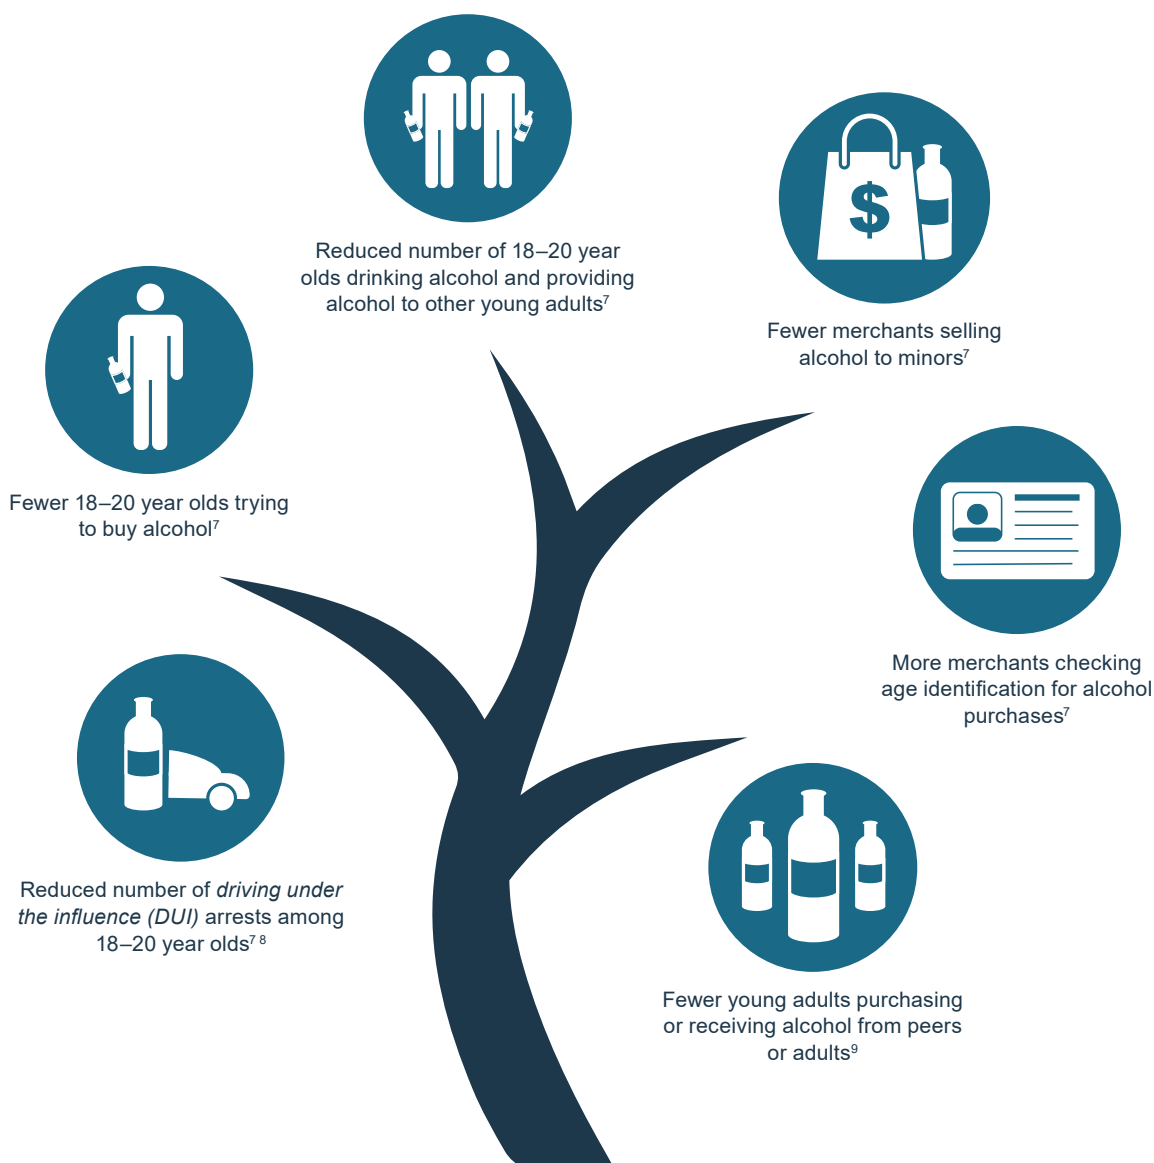 Reduced number of 18–20 year
olds drinking alcohol and providing
alcohol to other young adults7
$
Fewer merchants selling
alcohol to minors7
Fewer 18–20 year olds trying
to buy alcohol7
More merchants checking
age identification for alcohol
purchases7
Reduced number of driving under
the influence (DUI) arrests among
18–20 year olds7 8
Fewer young adults purchasing
or receiving alcohol from peers
or adults9